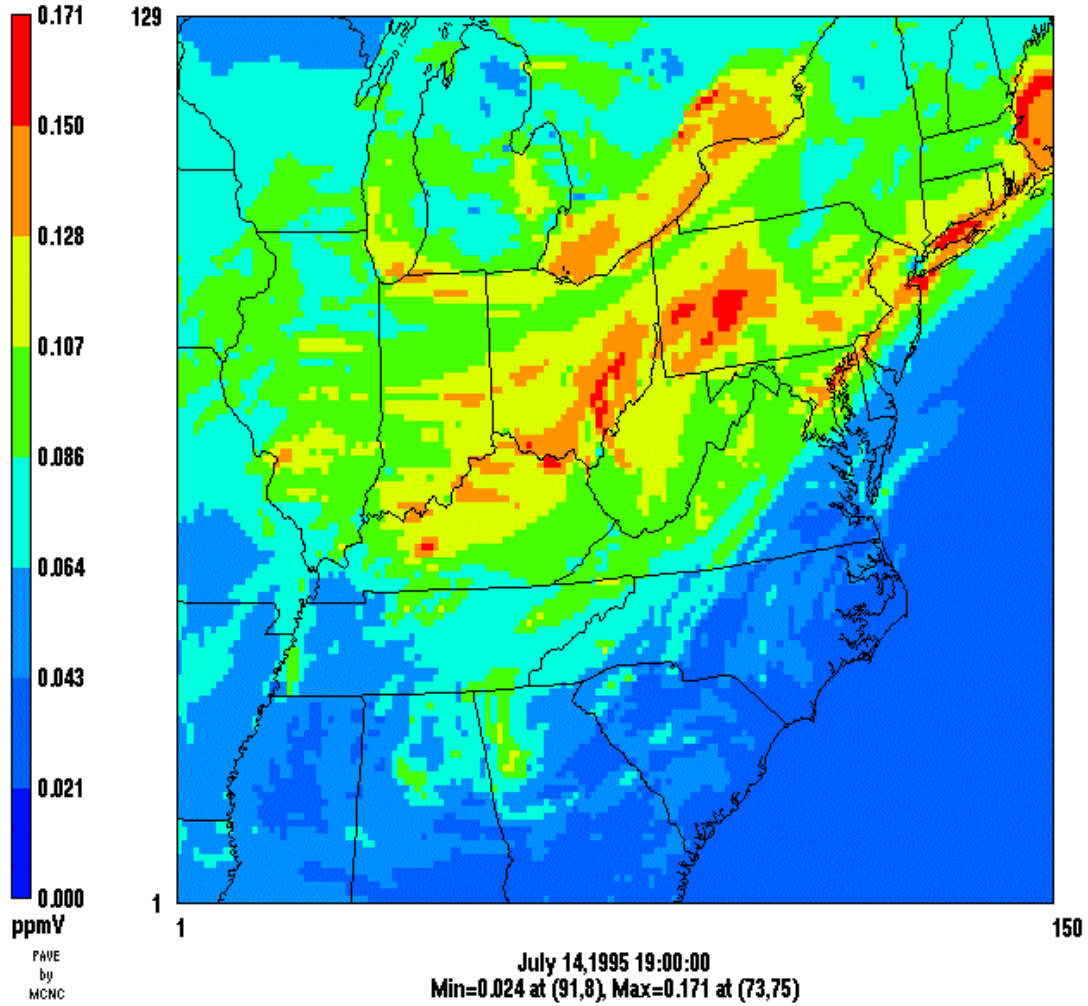 0.171
0.150
0.128
0.107
0.086
0.064
0.043
0.021
0.000
ppmV
PAVE
by
MCNC
129
1
1
150
July 14,1995 19:00:00
Min=0.024 at (91,8), Max=0.171 at (73,75)